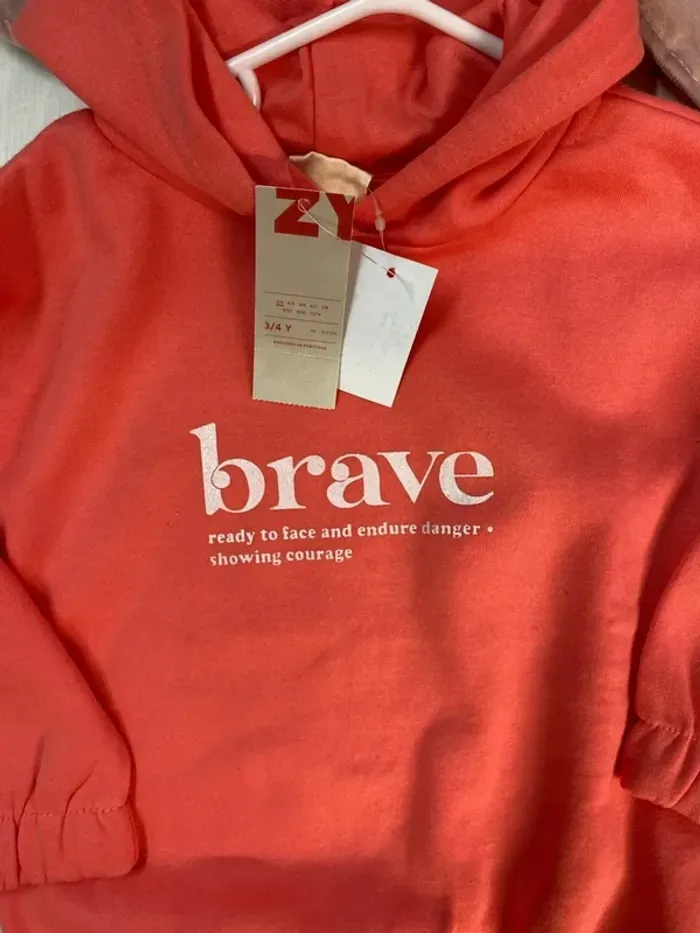 ZY
3/4 Y
brave
ready to face and endure danger •
showing courage